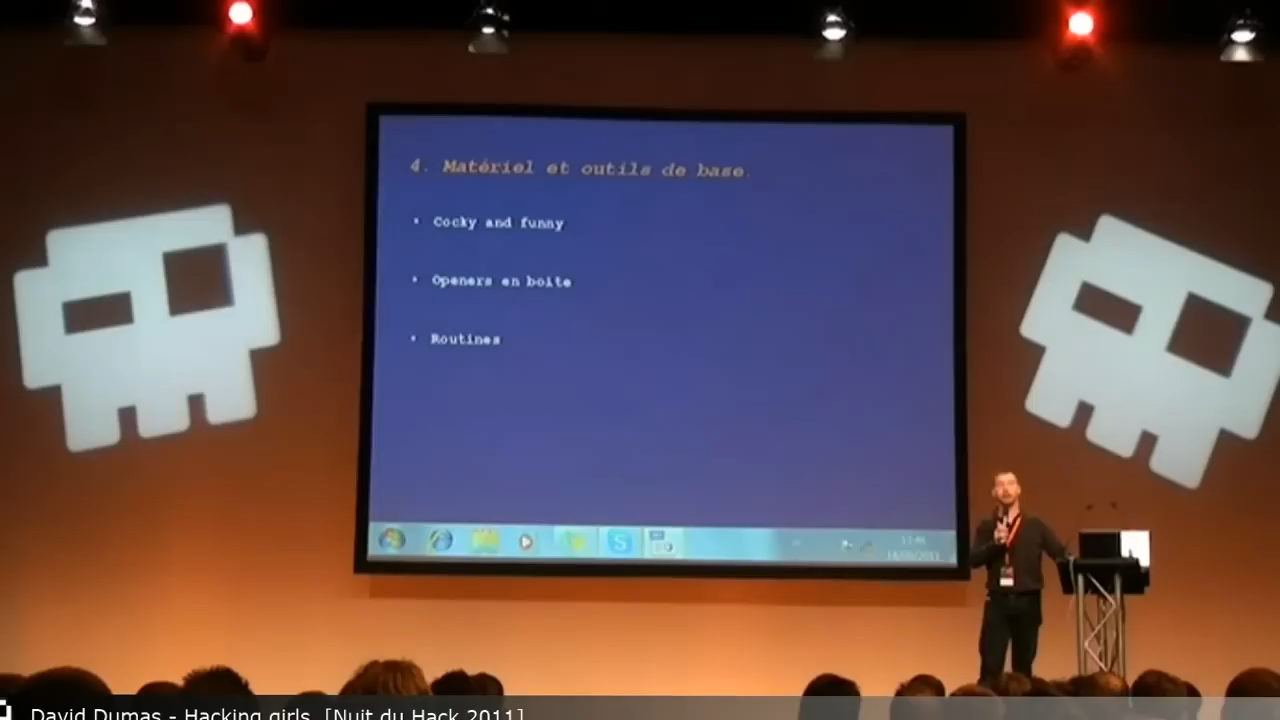 4. Matériel et outils de base.
• Cocky and funny
• Openers en boite
• Routines
David Dumas - Hacking girls [Nuit du Hack 2011]